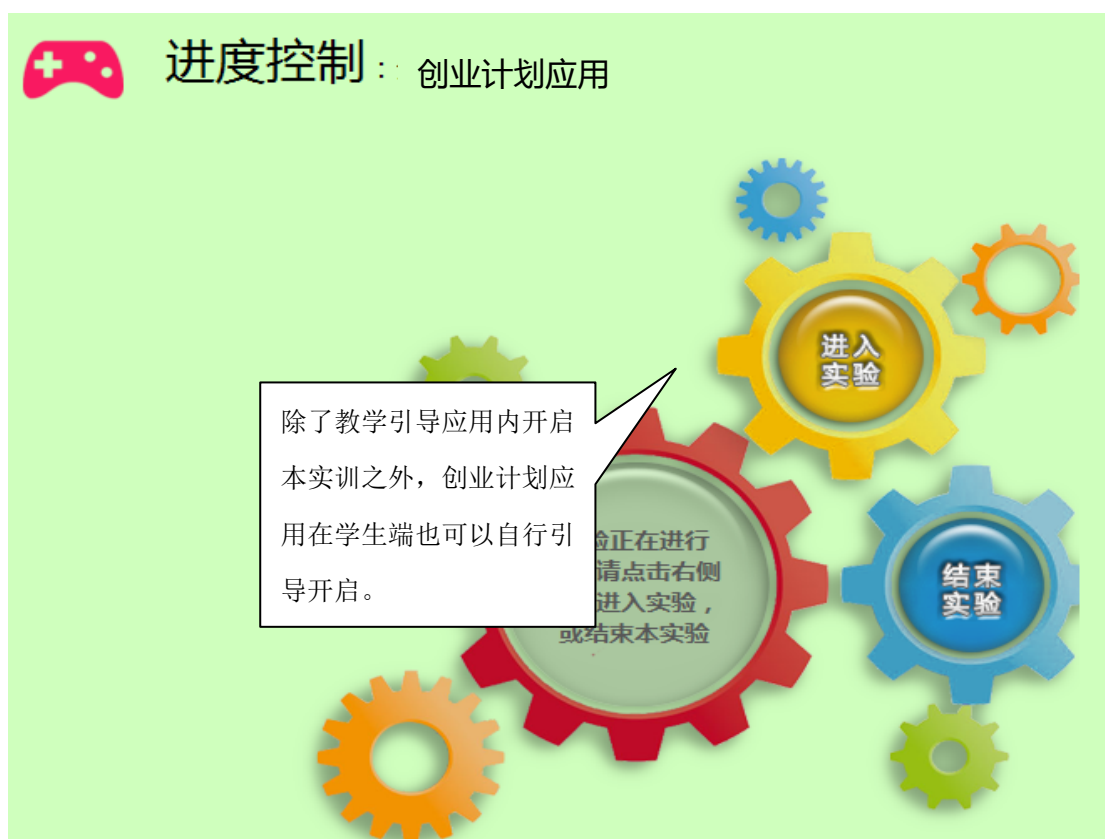 进度控制： 创业计划应用
进入
实验
除了教学引导应用内开启
本实训之外，创业计划应
用在学生端也可以自行引
导开启。
验正在进行
请点击右侧
进入实验，
或结束本实验
结束
实验